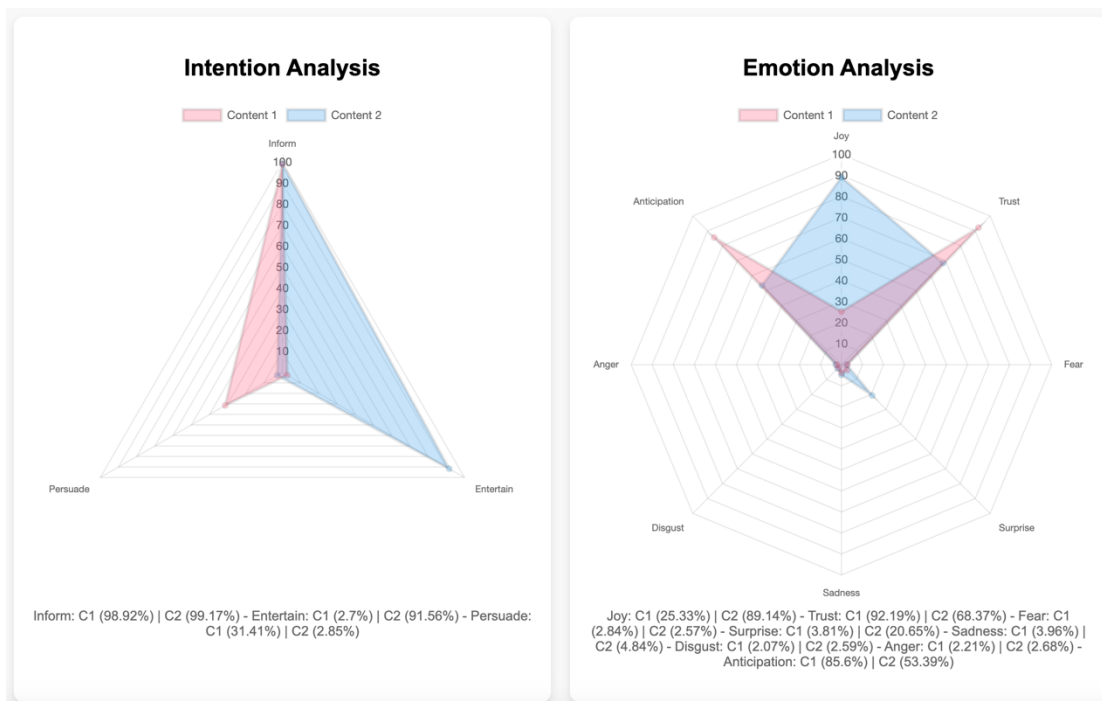 Intention Analysis
Content 1 Content 2
Inform
100
90
80
70
60
50
40
30
20
10
Persuade
Entertain
Inform: C1 (98.92%) | C2 (99.17%) - Entertain: C1 (2.7%) | C2 (91.56%) - Persuade:
C1 (31.41%) | C2 (2.85%)
Emotion Analysis
Content 1 Content 2
Joy
100
90
80
70
60
50
40
30
20
10
Anticipation
Trust
Anger
Fear
Disgust
Surprise
Sadness
Joy: C1 (25.33%) | C2 (89.14%) - Trust: C1 (92.19%) | C2 (68.37%) - Fear: C1
(2.84%) | C2 (2.57%) - Surprise: C1 (3.81%) | C2 (20.65%) - Sadness: C1 (3.96%) |
C2 (4.84%) - Disgust: C1 (2.07%) | C2 (2.59%) - Anger: C1 (2.21%) | C2 (2.68%) -
Anticipation: C1 (85.6%) | C2 (53.39%)